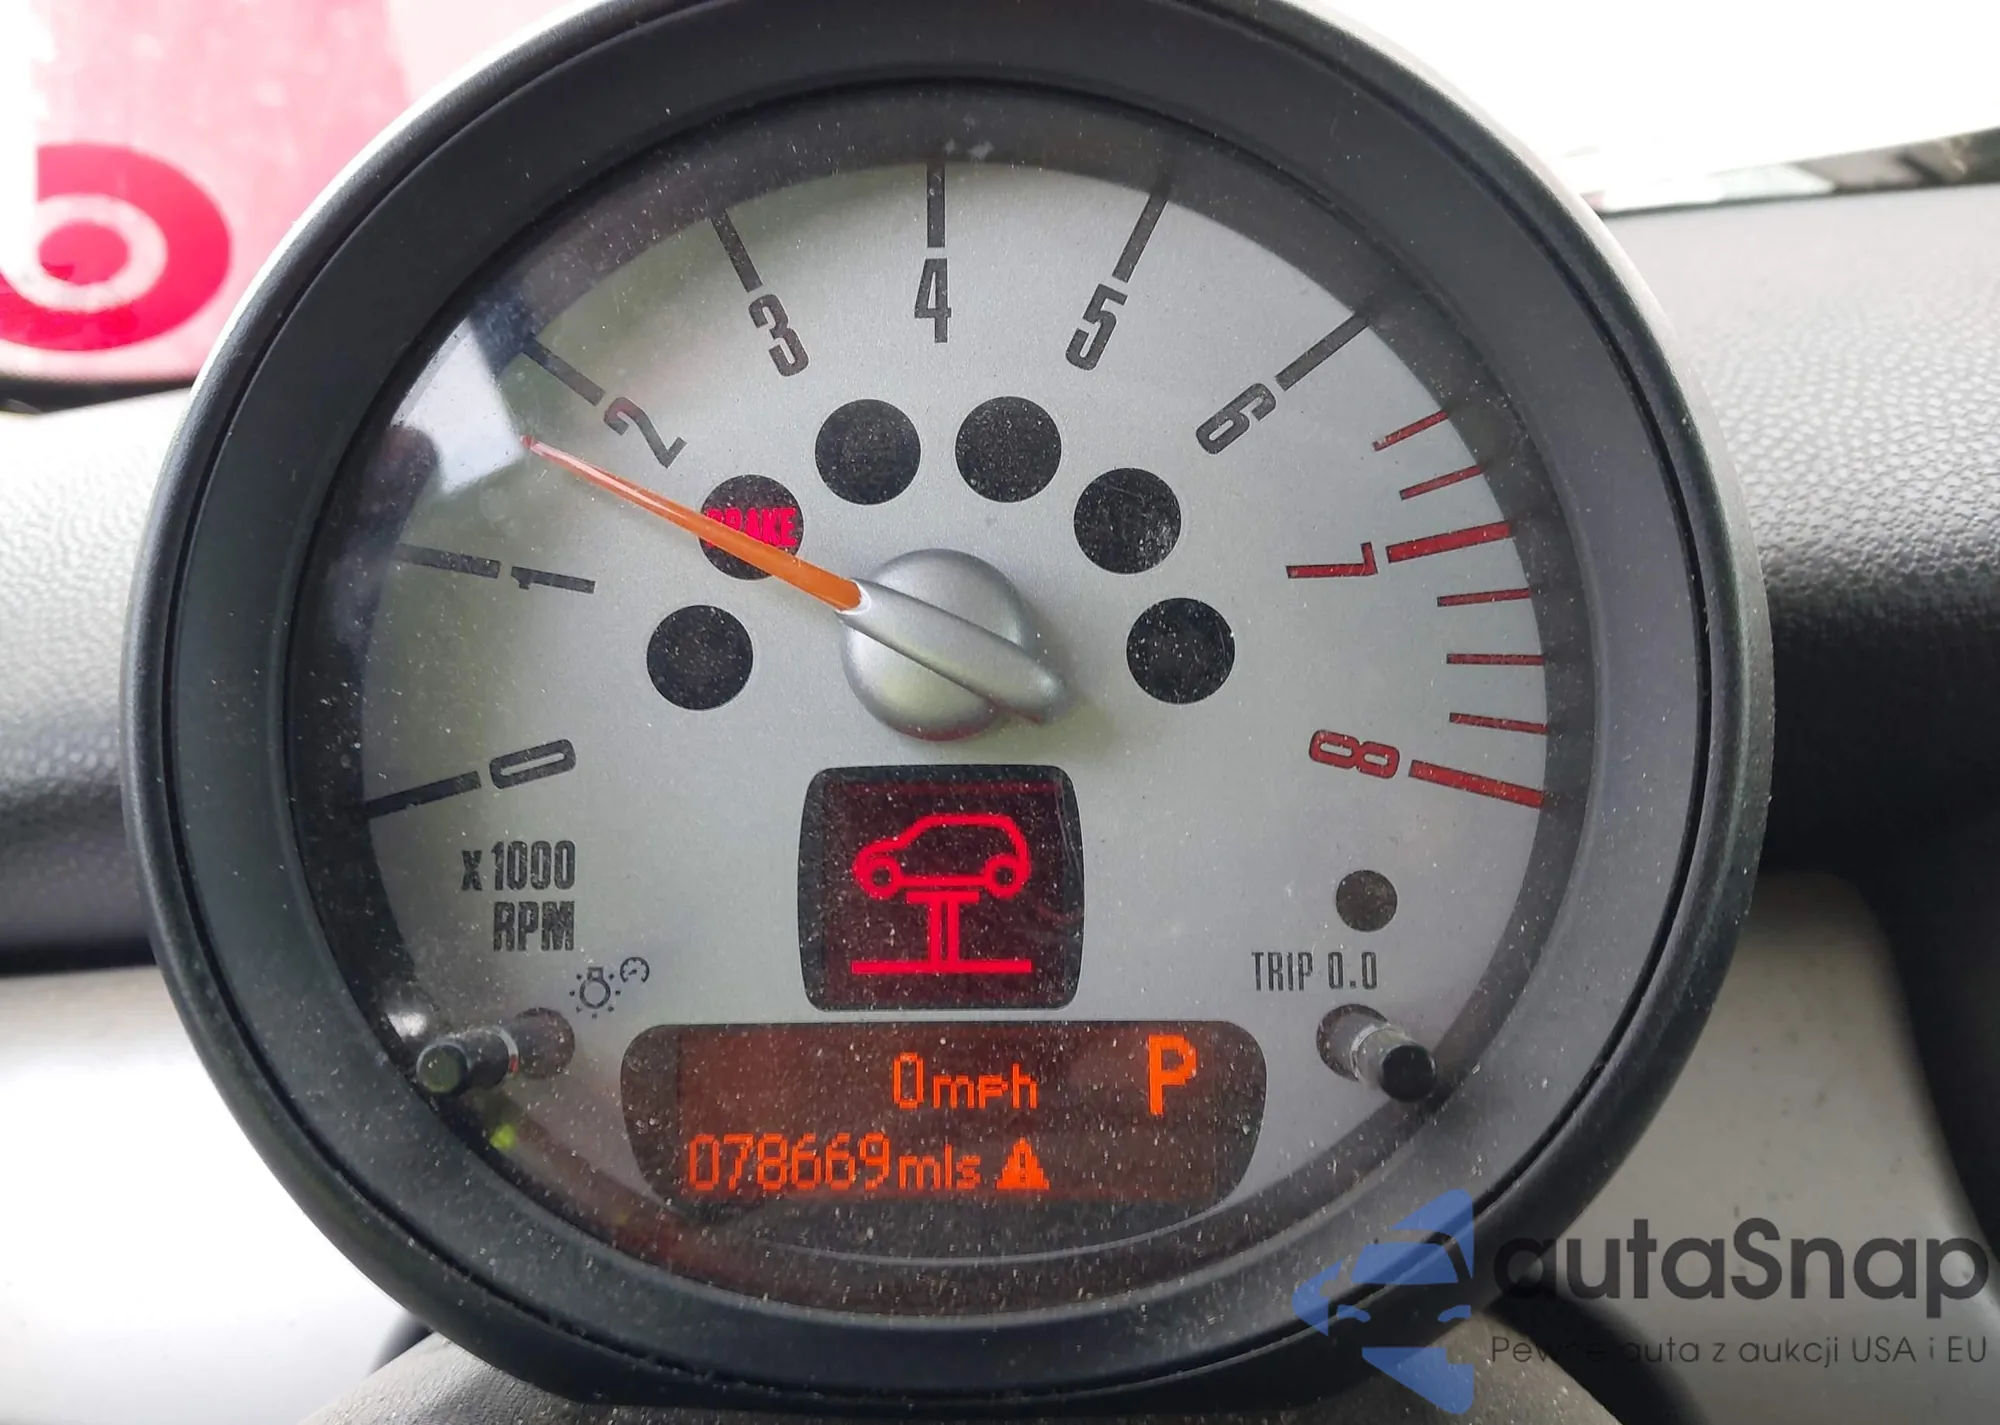 4
3
5
2
6
BRAKE
1
7
0
8
X 1000
RPM
TRIP 0.0
0mph P
078669mls
autaSnap
Pewne auta z aukcji USA i EU